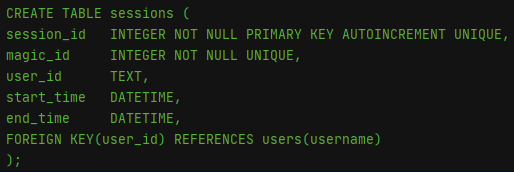 CREATE TABLE sessions (
session_id   INTEGER NOT NULL PRIMARY KEY AUTOINCREMENT UNIQUE,
magic_id     INTEGER NOT NULL UNIQUE,
user_id      TEXT,
start_time   DATETIME,
end_time     DATETIME,
FOREIGN KEY(user_id) REFERENCES users(username)
);